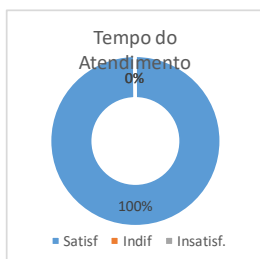 Tempo do
Atendimento
0%
100%
Satisf Indif Insatisf.